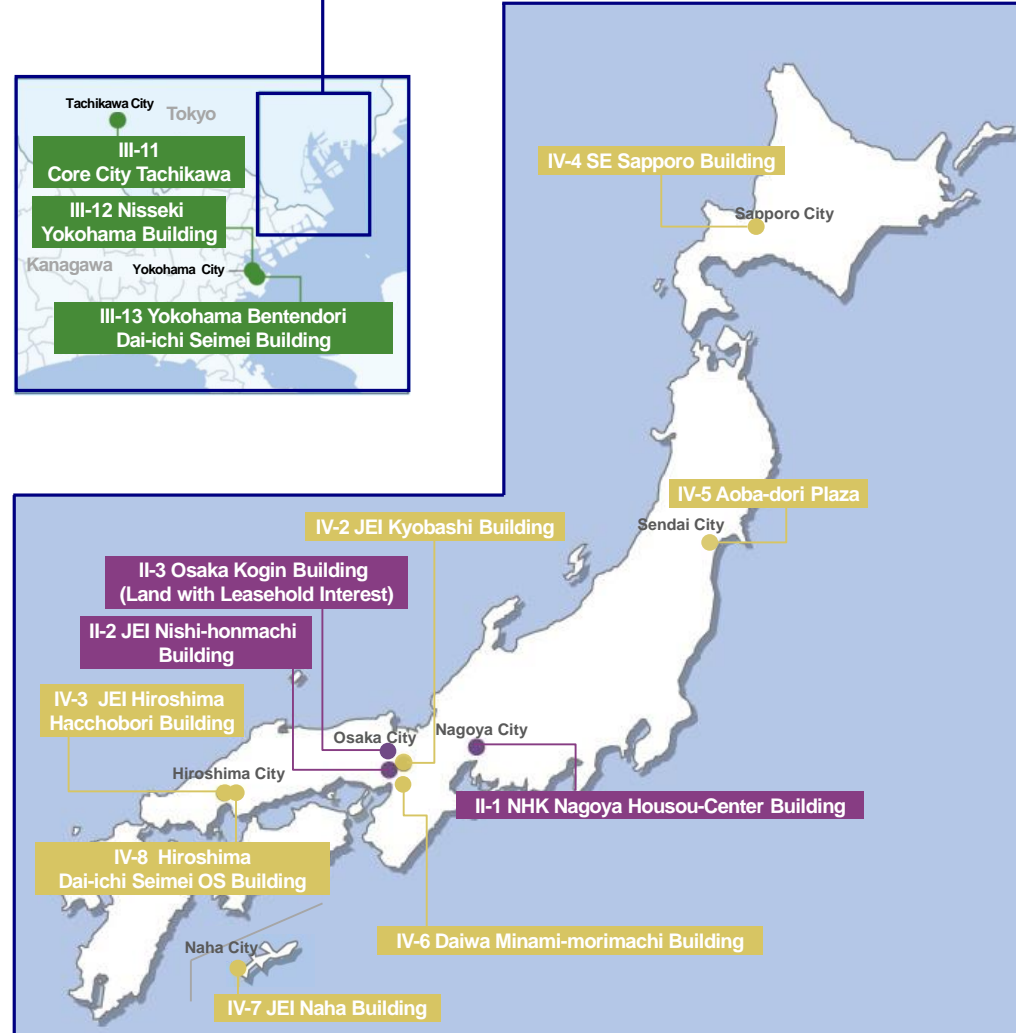 Tachikawa City
Tokyo
III-11
Core City Tachikawa
III-12 Nisseki
Yokohama Building
Kanagawa
Yokohama City
III-13 Yokohama Bentendori
Dai-ichi Seimei Building
IV-4 SE Sapporo Building
Sapporo City
IV-5 Aoba-dori Plaza
Sendai City
IV-2 JEI Kyobashi Building
II-3 Osaka Kogin Building
(Land with Leasehold Interest)
II-2 JEI Nishi-honmachi
Building
IV-3 JEI Hiroshima
Hacchobori Building
Osaka City
Nagoya City
Hiroshima City
II-1 NHK Nagoya Housou-Center Building
IV-8 Hiroshima
Dai-ichi Seimei OS Building
IV-6 Daiwa Minami-morimachi Building
Naha City
IV-7 JEI Naha Building